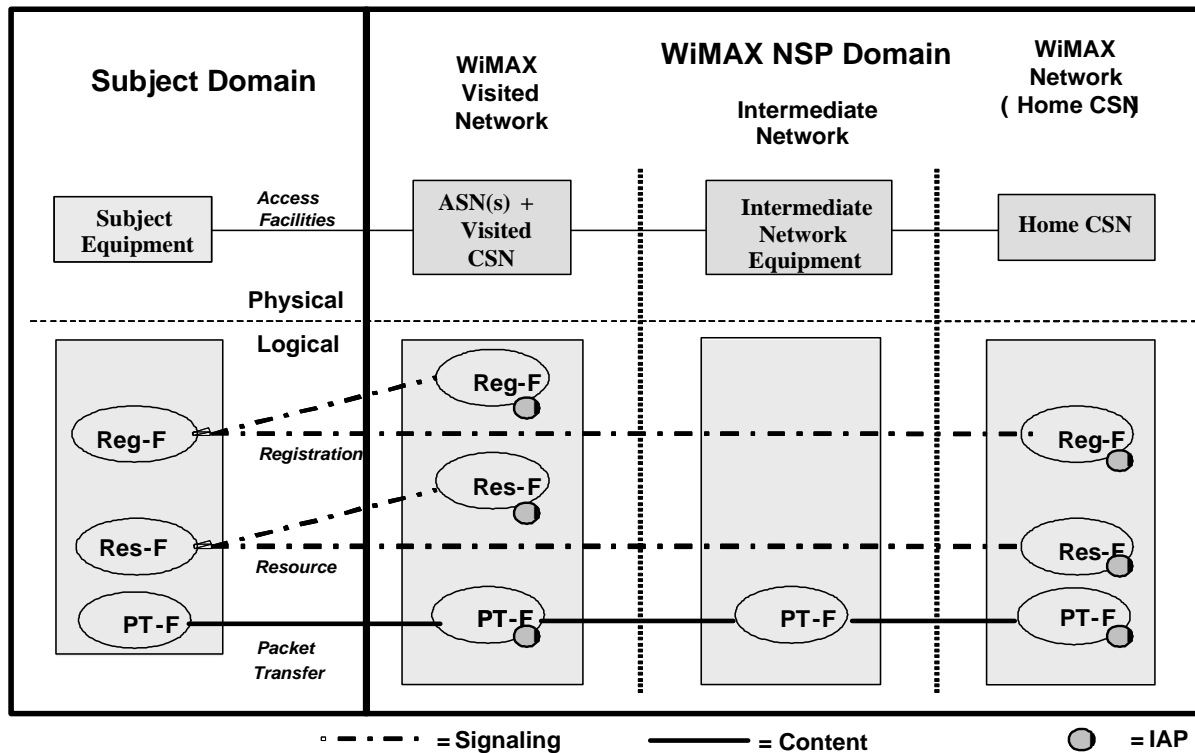 Subject Domain
WiMAX NSP Domain
WiMAX
Visited
Network
Intermediate
Network
WiMAX
Network
( Home CSN)
Subject
Equipment
Access
Facilities
ASN(s) +
Visited
CSN
Intermediate
Network
Equipment
Home CSN
Physical
Logical
Reg-F
Reg-F
Reg-F
Registration
Res-F
Res-F
Res-F
Resource
PT-F
PT-F
PT-F
PT-F
Packet
Transfer
= Signaling
= Content
= IAP